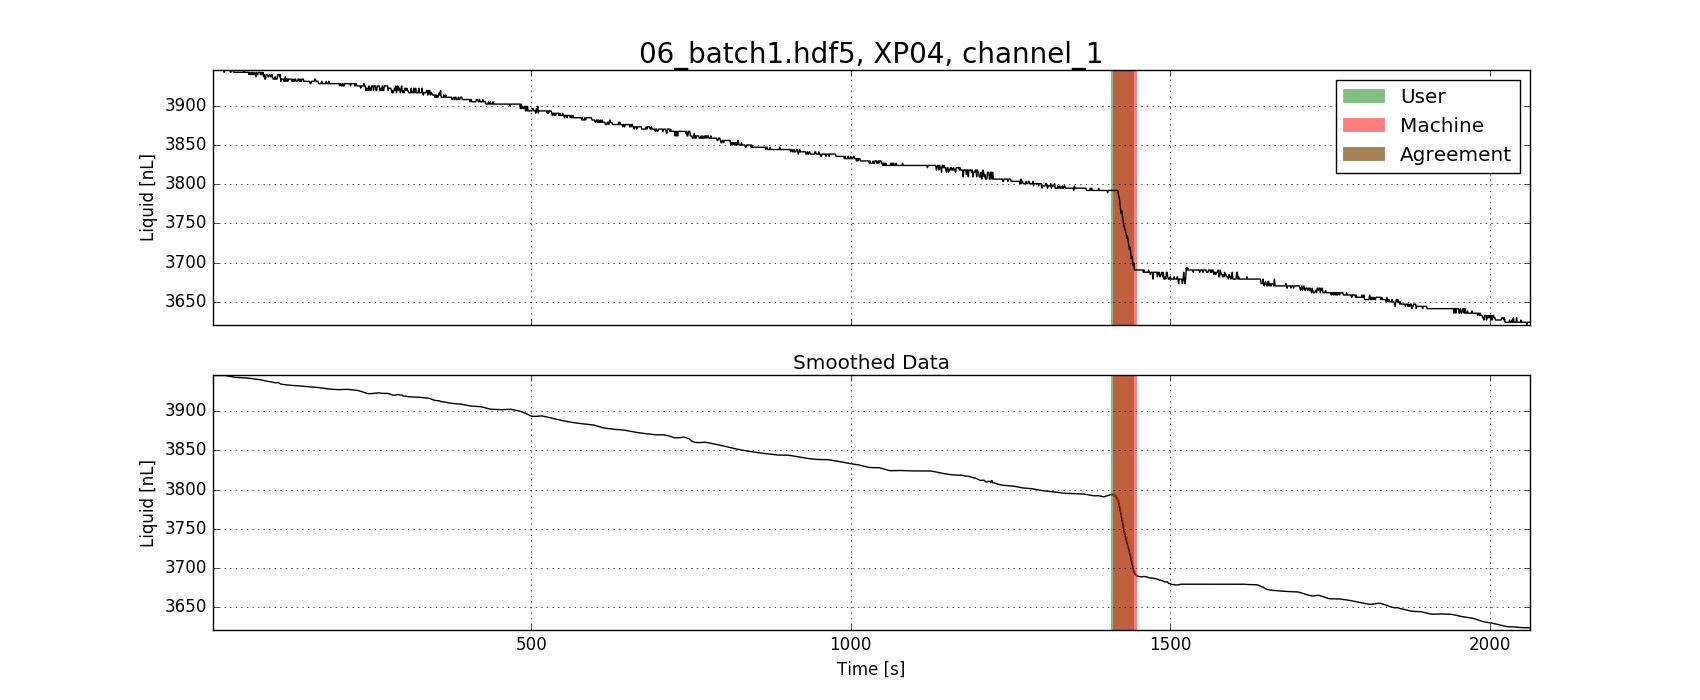 06_batch1.hdf5, XP04, channel_1
Liquid [nL]
3900
3850
3800
3750
3700
3650
User
Machine
Agreement
Smoothed Data
Liquid [nL]
3900
3850
3800
3750
3700
3650
500 1000 1500 2000
Time [s]